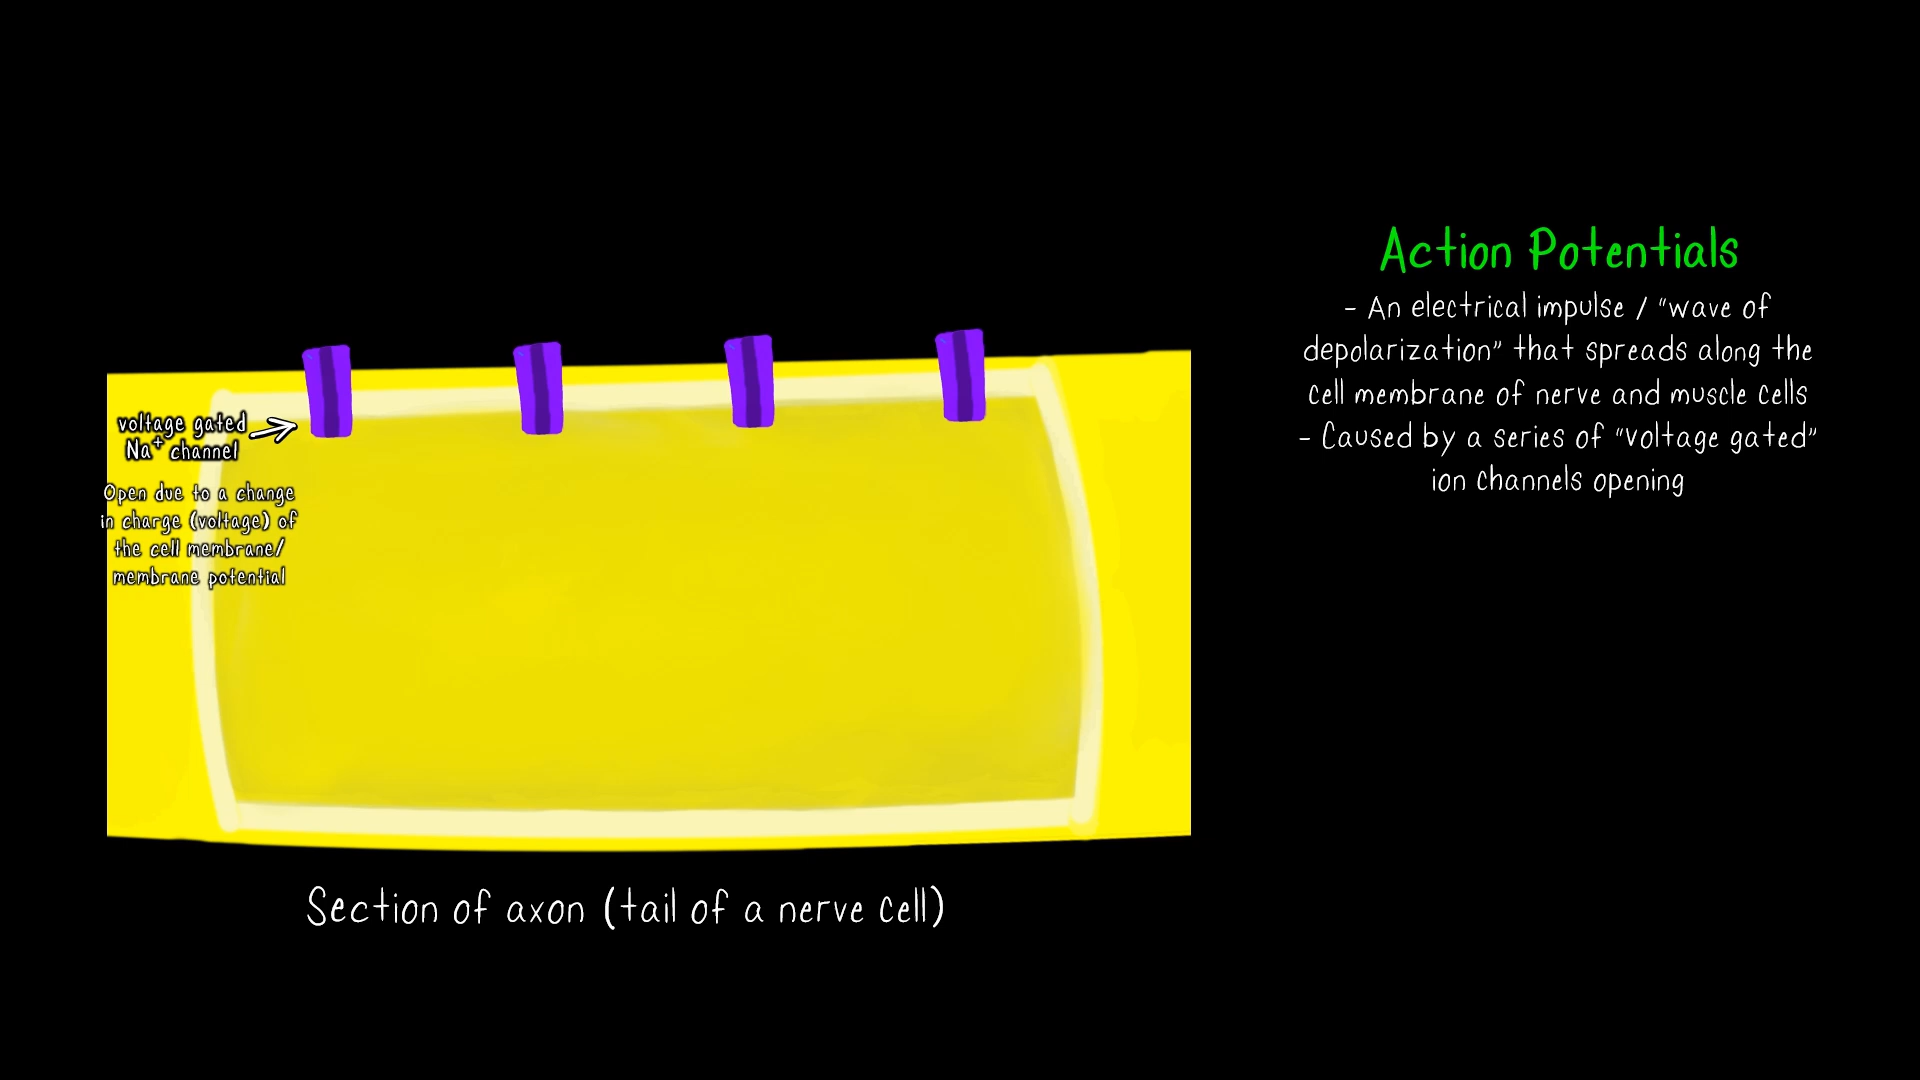 Action Potentials
- An electrical impulse / "wave of
depolarization" that spreads along the
cell membrane of nerve and muscle cells
- Caused by a series of "voltage gated"
ion channels opening
voltage gated
Na⁺ channel
Open due to a change
in charge (voltage) of
the cell membrane/
membrane potential
Section of axon (tail of a nerve cell)